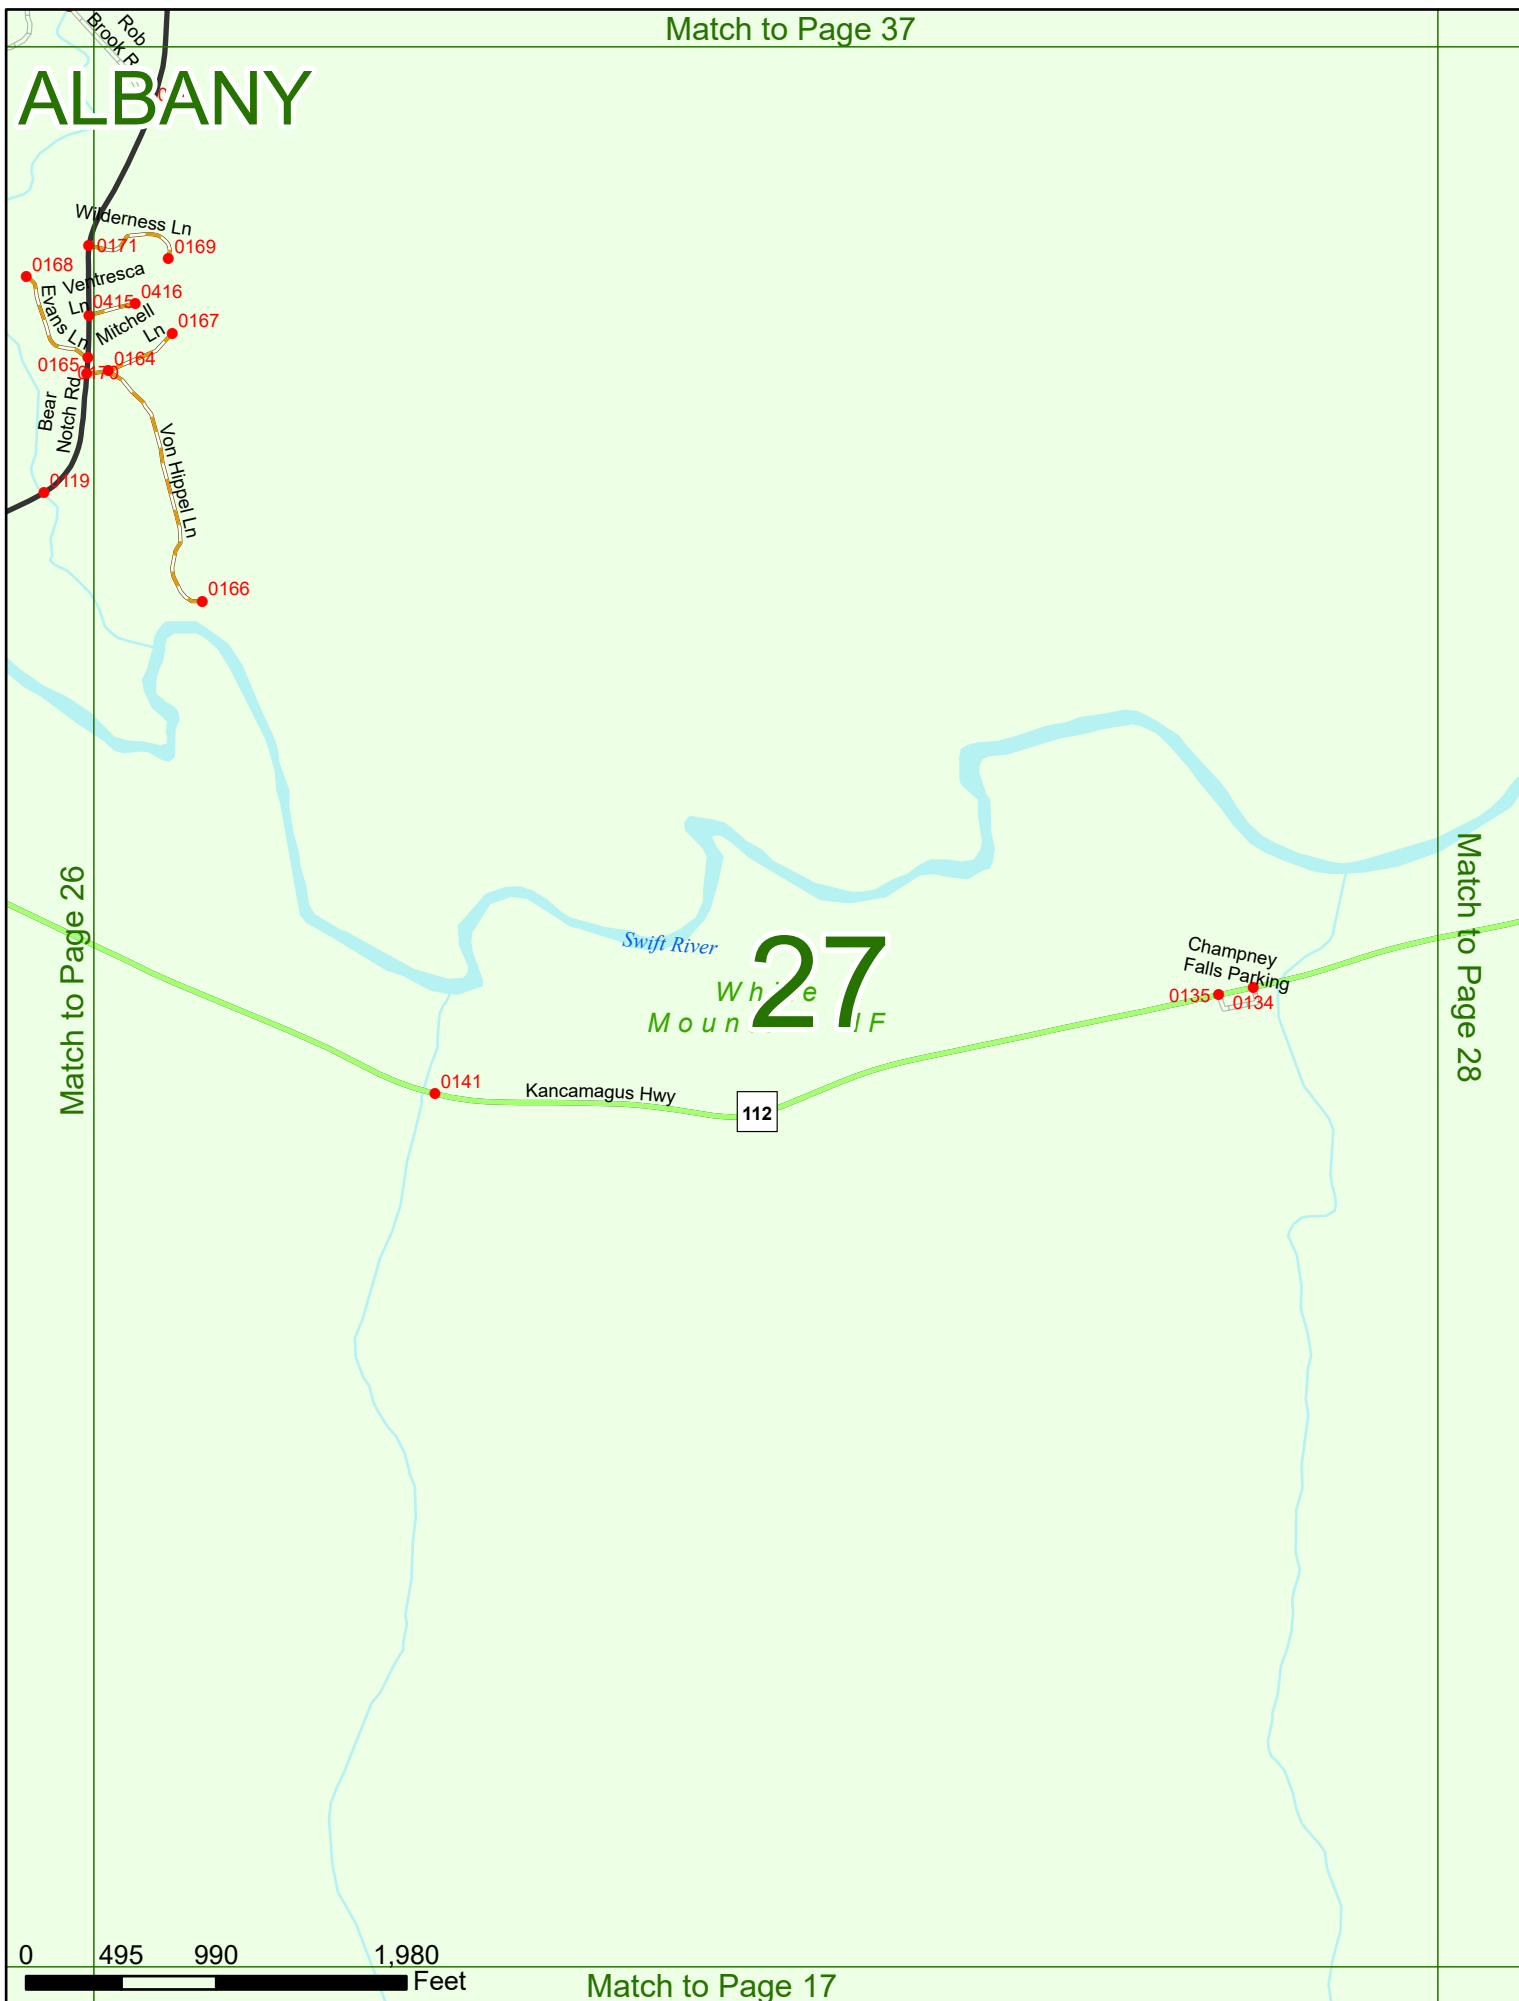 Match to Page 37
Rob
Brook R
ALBANY
Wilderness Ln
0171
0169
0168
Ventresca
Ln
0415
0416
Evans Ln
Mitchell
Ln
0167
0165
0164
Bear
Notch Rd
Von Hippel Ln
0119
0166
Match to Page 26
Swift River
27
Champney
Falls Parking
0135
0134
Match to Page 28
0141
Kancamagus Hwy
112
0 495 990 1,980
Feet
Match to Page 17